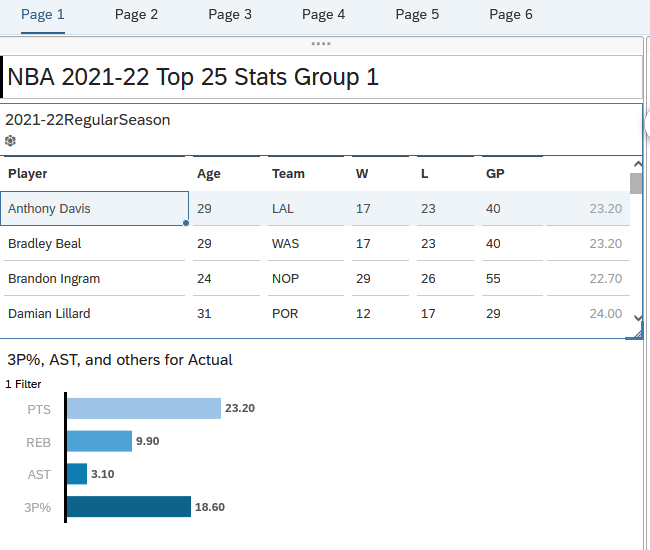 Page 1 Page 2 Page 3 Page 4 Page 5 Page 6
NBA 2021-22 Top 25 Stats Group 1
2021-22RegularSeason
Player Age Team W L GP
Anthony Davis 29 LAL 17 23 40 23.20
Bradley Beal 29 WAS 17 23 40 23.20
Brandon Ingram 24 NOP 29 26 55 22.70
Damian Lillard 31 POR 12 17 29 24.00
3P%, AST, and others for Actual
1 Filter
PTS 23.20
REB 9.90
AST 3.10
3P% 18.60